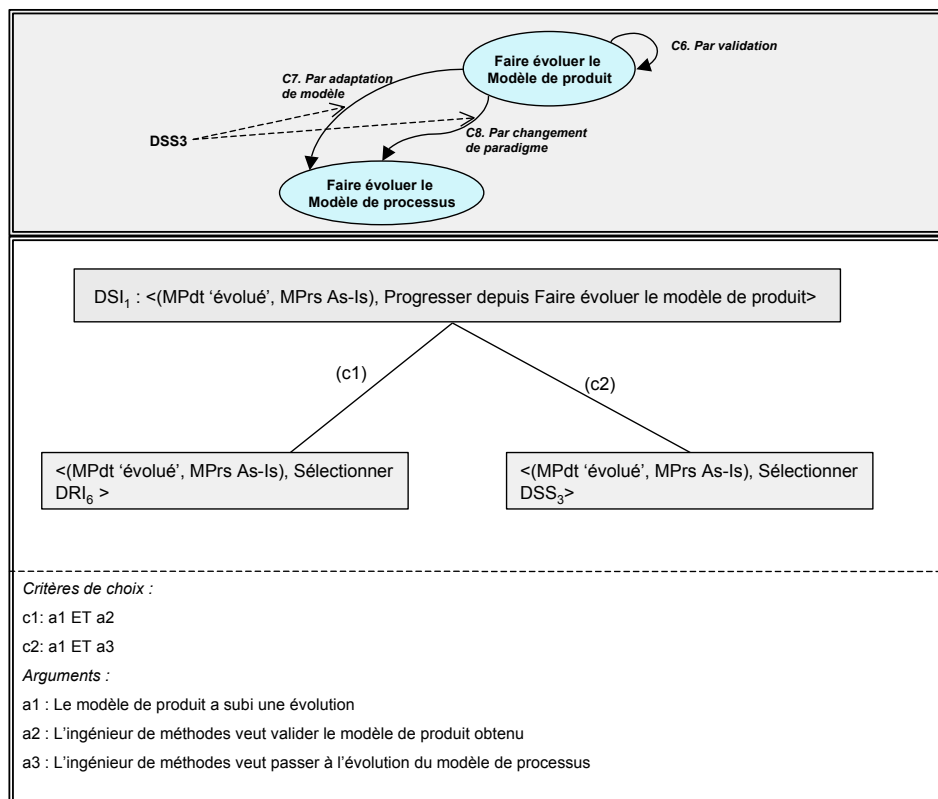 Faire évoluer le
Modèle de produit
C6. Par validation
C7. Par adaptation
de modèle
DSS3
C8. Par changement
de paradigme
Faire évoluer le
Modèle de processus
DSI1 : <(MPdt ‘évolué’, MPrs As-Is), Progresser depuis Faire évoluer le modèle de produit>
(c1)
(c2)
<(MPdt ‘évolué’, MPrs As-Is), Sélectionner
DRI6 >
<(MPdt ‘évolué’, MPrs As-Is), Sélectionner
DSS3>
Critères de choix :
c1: a1 ET a2
c2: a1 ET a3
Arguments :
a1 : Le modèle de produit a subi une évolution
a2 : L’ingénieur de méthodes veut valider le modèle de produit obtenu
a3 : L’ingénieur de méthodes veut passer à l’évolution du modèle de processus